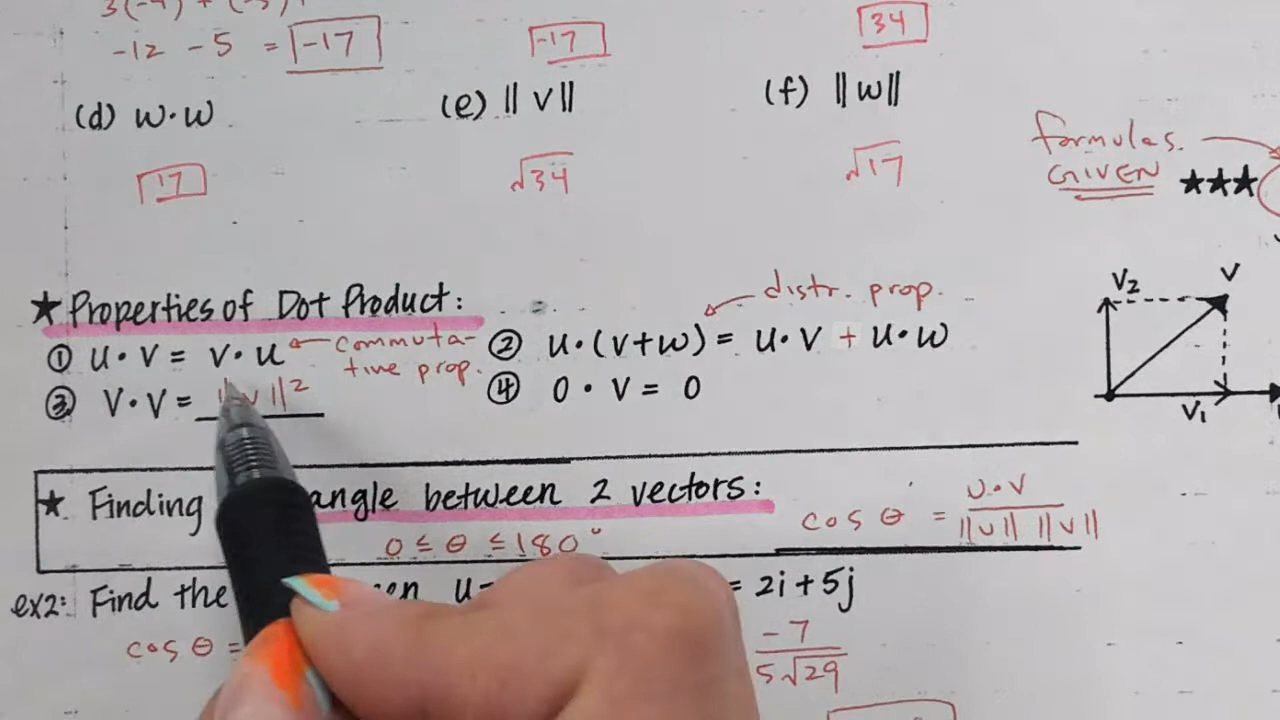 -12 - 5 = -17
-17
34
(d) w·w
(e) || v ||
(f) || w ||
17
√34
√17
formulas.
GIVEN ★★★
★ Properties of Dot Product:
distr. prop.
① u·v = v·u
commuta-
tive prop.
② u·(v+w) = u·v + u·w
③ v·v = ||v||²
④ 0·v = 0
V₂
V
V₁
★ Finding angle between 2 vectors:
0 ≤ θ ≤ 180°
cos θ = u·v / ||u|| ||v||
ex2: Find the u = 2i + 5j
cos θ =
-7 / 5√29